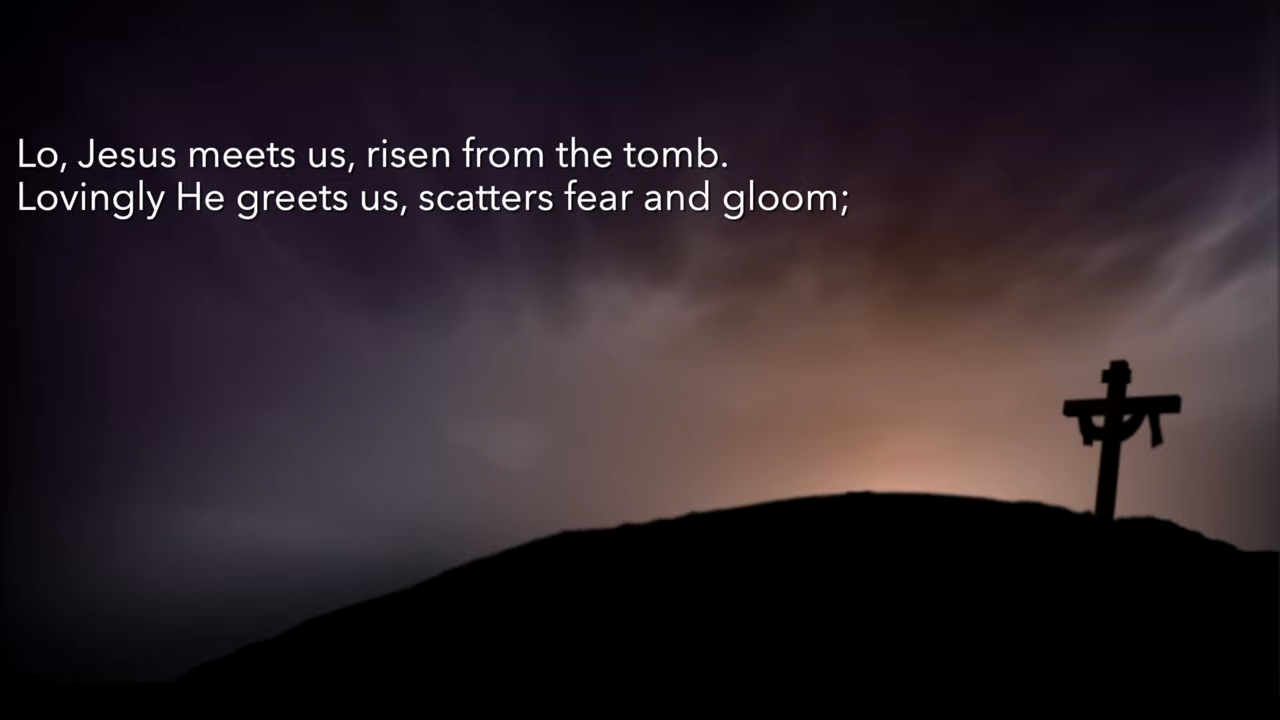 Lo, Jesus meets us, risen from the tomb.
Lovingly He greets us, scatters fear and gloom;